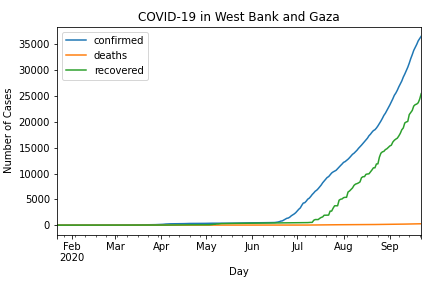 COVID-19 in West Bank and Gaza
confirmed
deaths
recovered
Number of Cases
35000
30000
25000
20000
15000
10000
5000
0
Feb Mar Apr May Jun Jul Aug Sep
2020
Day